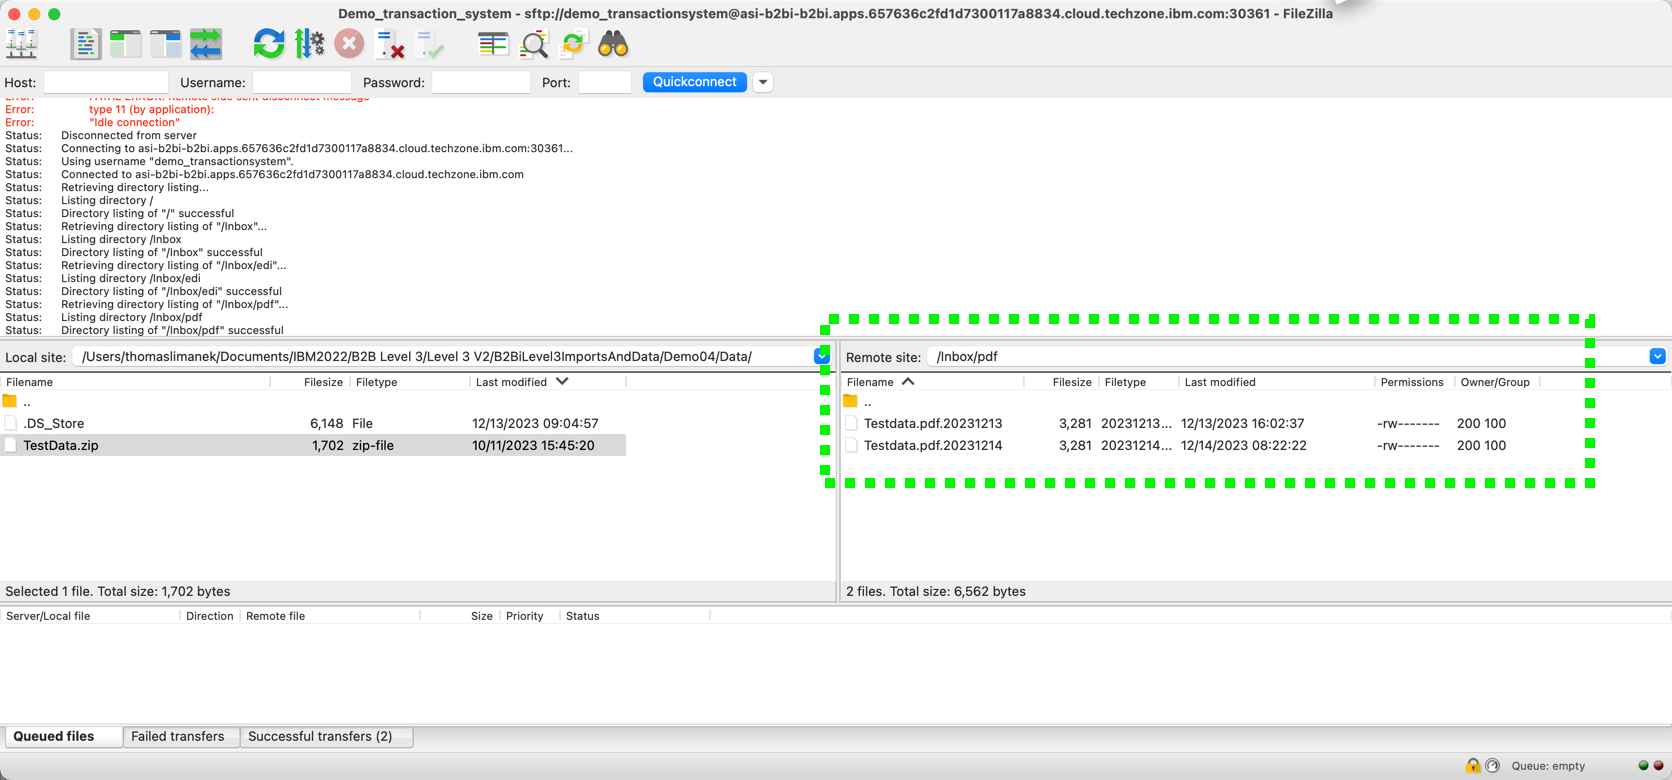 Demo_transaction_system - sftp://demo_transactionsystem@asi-b2bi-b2bi.apps.657636c2fd1d7300117a8834.cloud.techzone.ibm.com:30361 - FileZilla
Host: Username: Password: Port: Quickconnect
Error: FATAL ERROR: Remote side sent disconnect message
Error: type 11 (by application):
Error: "Idle connection"
Status: Disconnected from server
Status: Connecting to asi-b2bi-b2bi.apps.657636c2fd1d7300117a8834.cloud.techzone.ibm.com:30361...
Status: Using username "demo_transactionsystem".
Status: Connected to asi-b2bi-b2bi.apps.657636c2fd1d7300117a8834.cloud.techzone.ibm.com
Status: Retrieving directory listing...
Status: Listing directory /
Status: Directory listing of "/" successful
Status: Retrieving directory listing of "/Inbox"...
Status: Listing directory /Inbox
Status: Directory listing of "/Inbox" successful
Status: Retrieving directory listing of "/Inbox/edi"...
Status: Listing directory /Inbox/edi
Status: Directory listing of "/Inbox/edi" successful
Status: Retrieving directory listing of "/Inbox/pdf"...
Status: Listing directory /Inbox/pdf
Status: Directory listing of "/Inbox/pdf" successful
Local site: /Users/thomaslimanek/Documents/IBM2022/B2B Level 3/Level 3 V2/B2BiLevel3ImportsAndData/Demo04/Data/
Filename Filesize Filetype Last modified
..
.DS_Store 6,148 File 12/13/2023 09:04:57
TestData.zip 1,702 zip-file 10/11/2023 15:45:20
Selected 1 file. Total size: 1,702 bytes
Remote site: /Inbox/pdf
Filename Filesize Filetype Last modified Permissions Owner/Group
..
Testdata.pdf.20231213 3,281 20231213... 12/13/2023 16:02:37 -rw------- 200 100
Testdata.pdf.20231214 3,281 20231214... 12/14/2023 08:22:22 -rw------- 200 100
2 files. Total size: 6,562 bytes
Server/Local file Direction Remote file Size Priority Status
Queued files Failed transfers Successful transfers (2)
Queue: empty